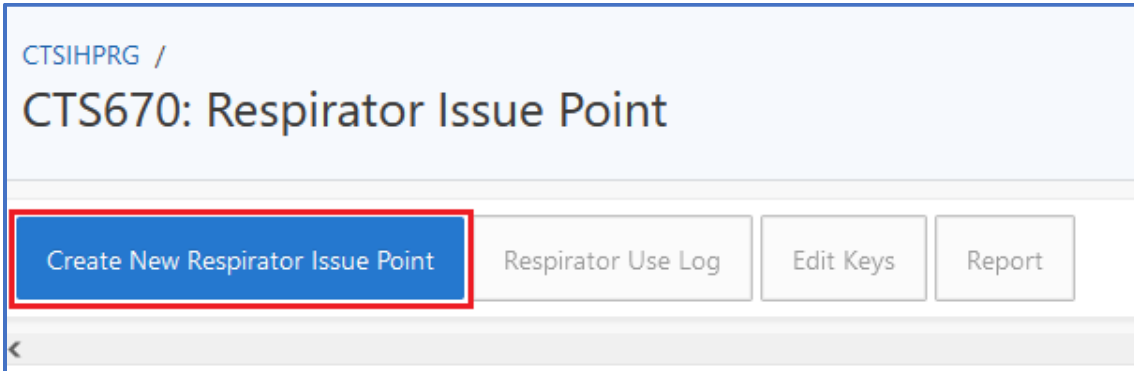 CTSIHPRG /
CTS670: Respirator Issue Point
Create New Respirator Issue Point Respirator Use Log Edit Keys Report